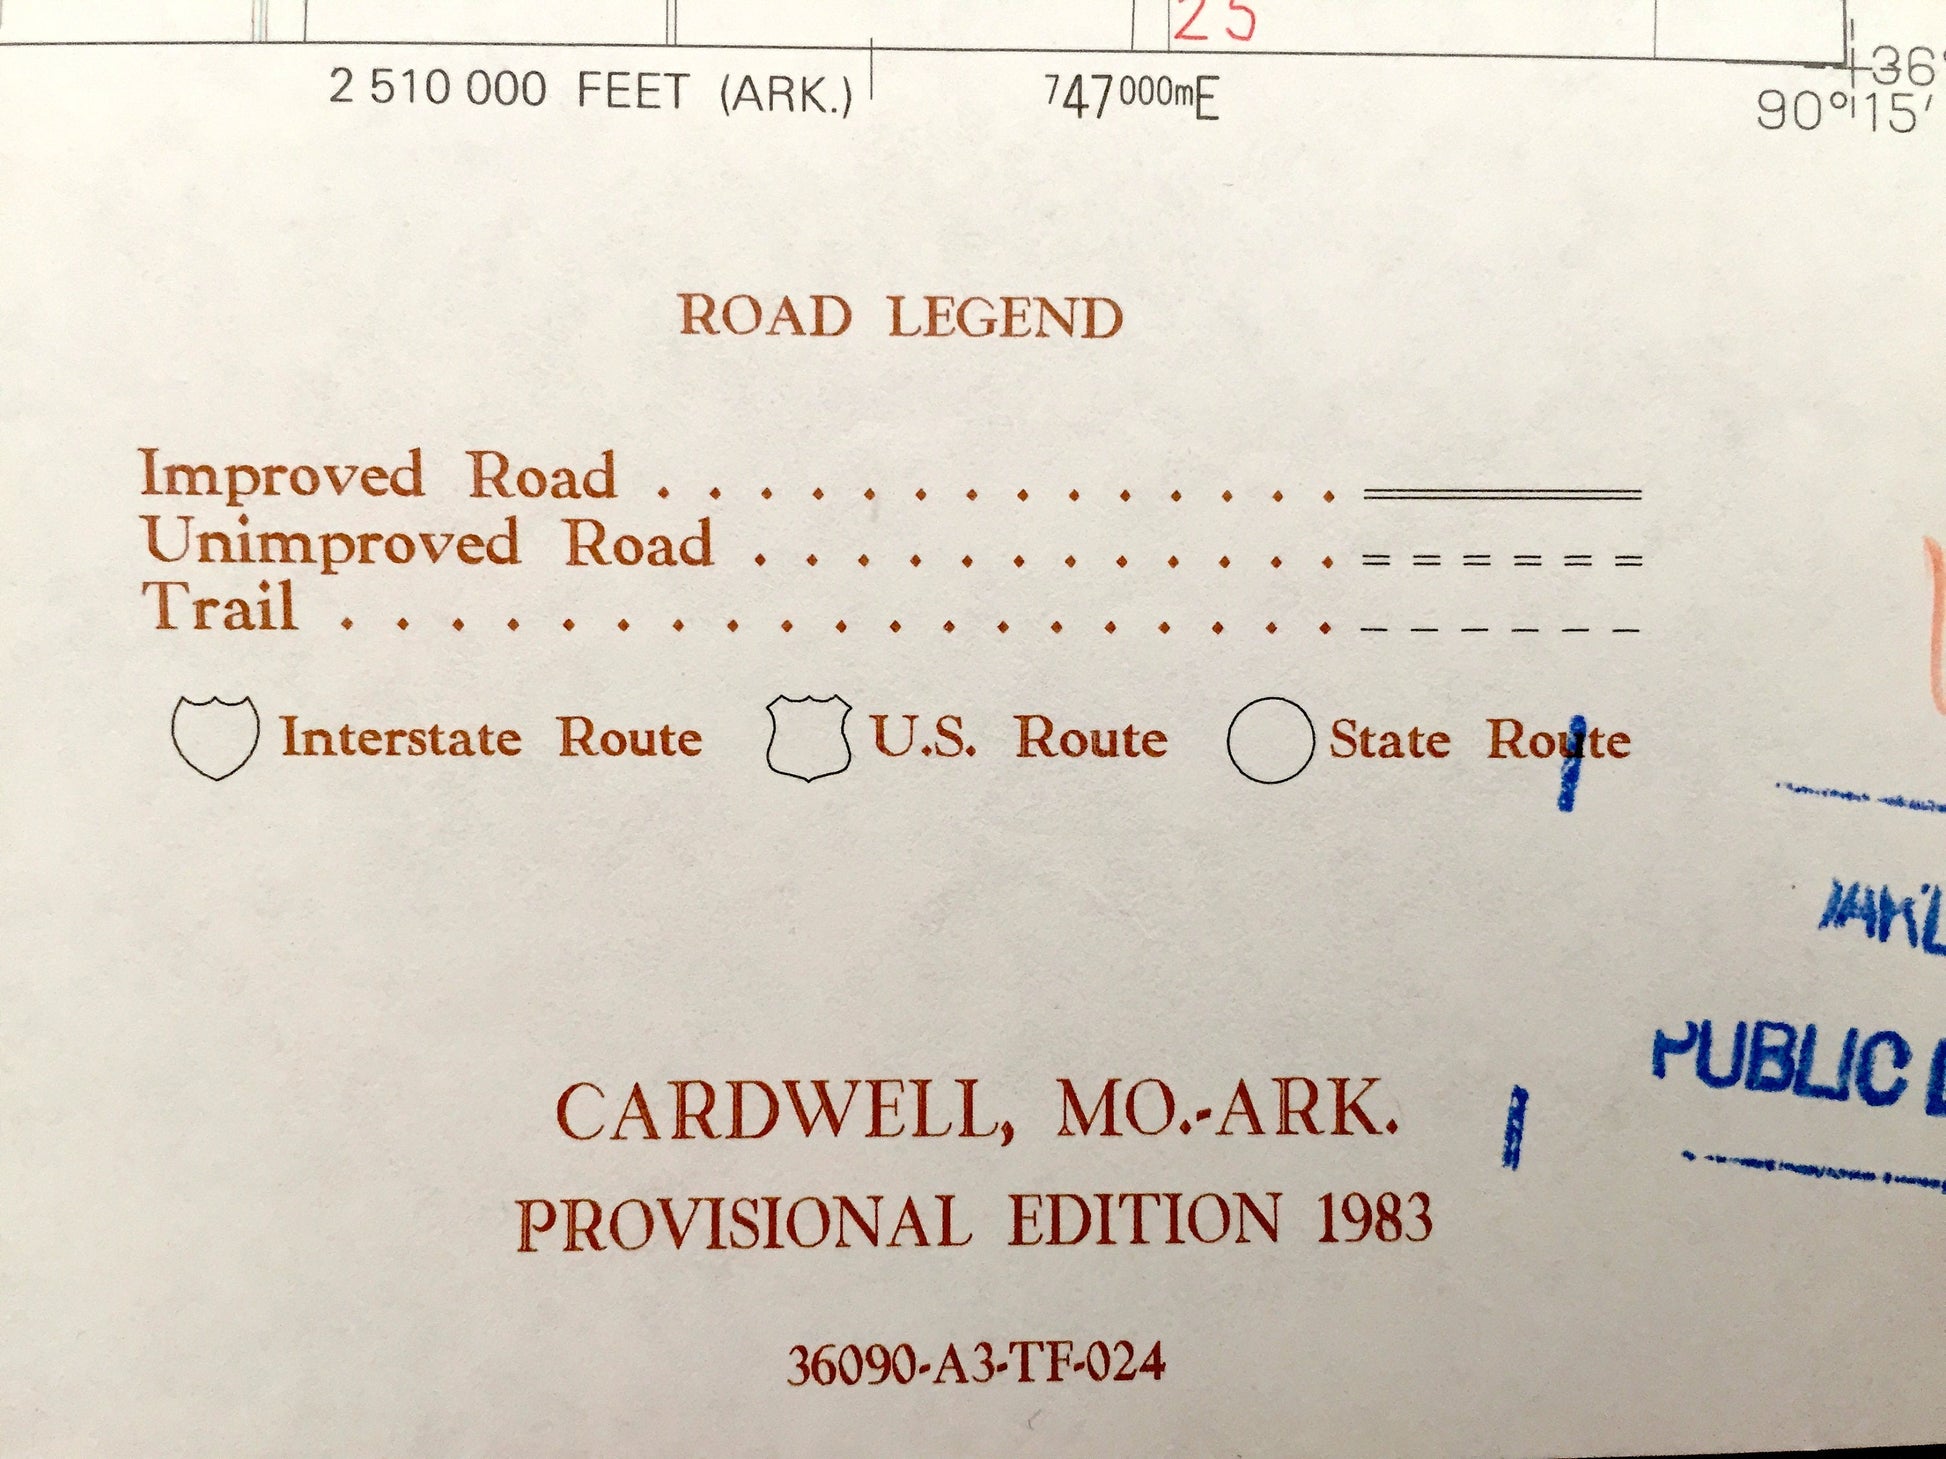 25
2 510 000 FEET (ARK.)
747000mE
36°
90°15′
ROAD LEGEND
Improved Road
Unimproved Road
Trail
Interstate Route
U.S. Route
State Route
PUBLIC
CARDWELL, MO.-ARK.
PROVISIONAL EDITION 1983
36090-A3-TF-024